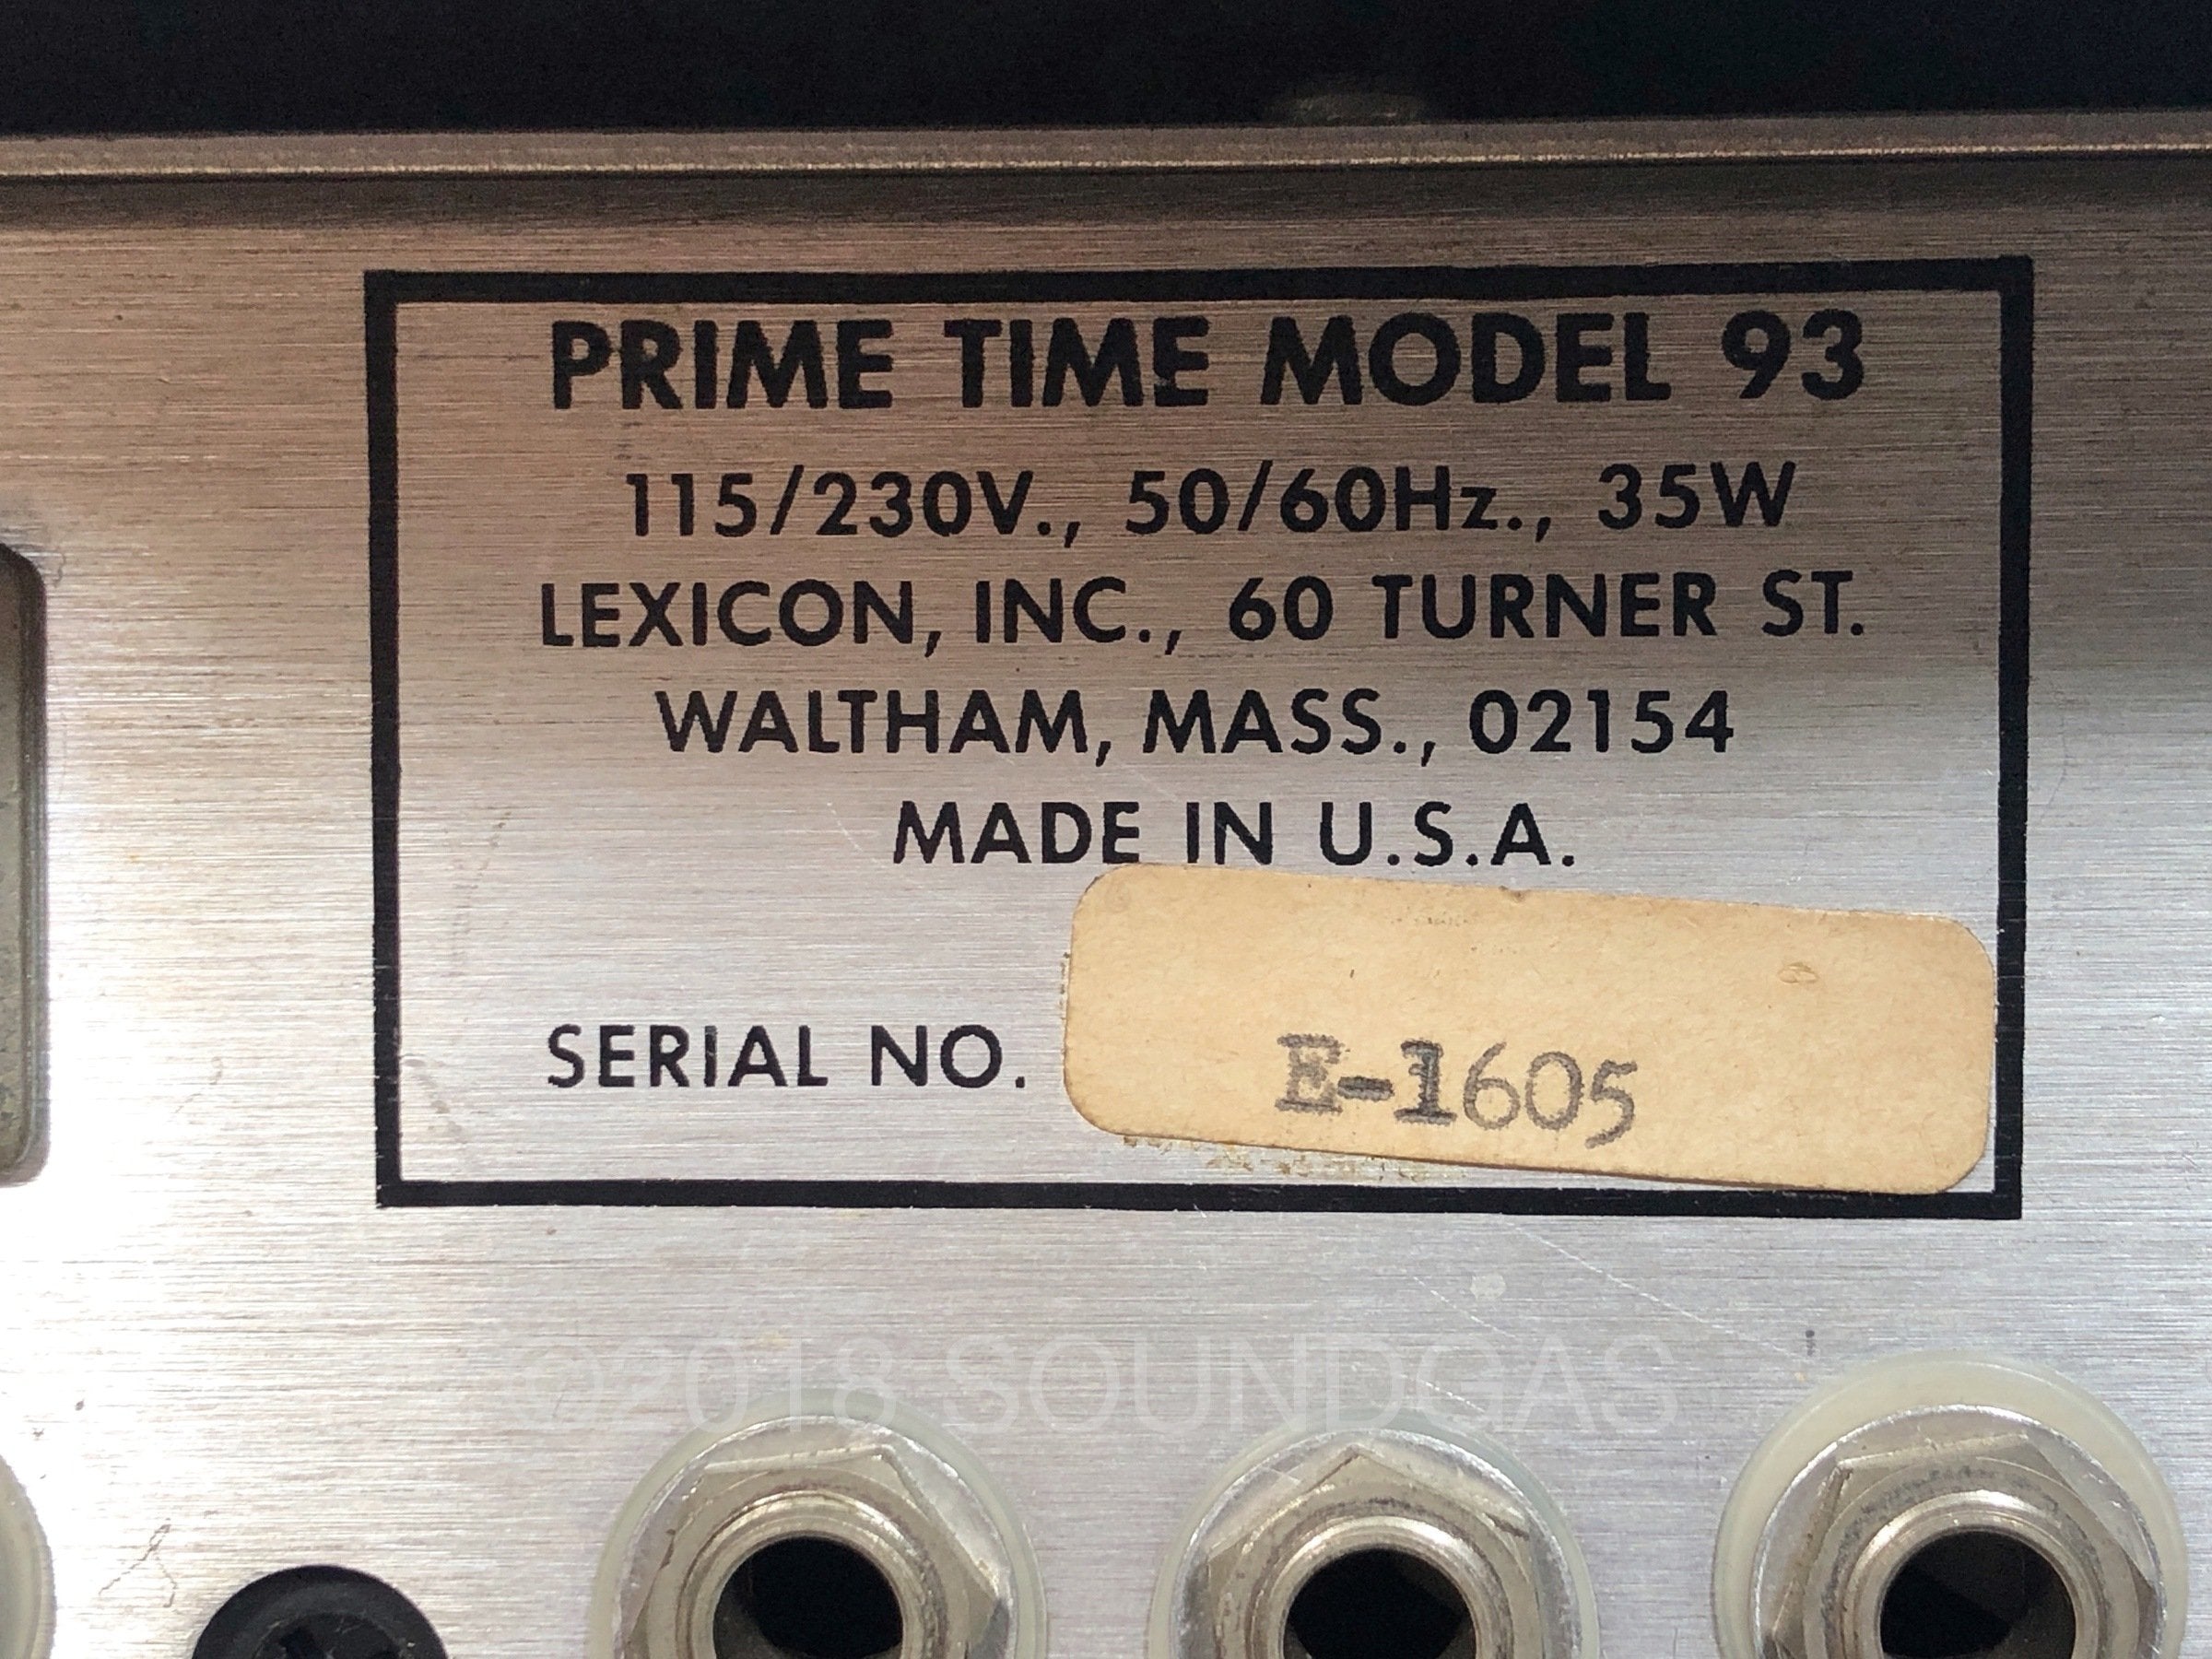 PRIME TIME MODEL 93
115/230V., 50/60Hz., 35W
LEXICON, INC., 60 TURNER ST.
WALTHAM, MASS., 02154
MADE IN U.S.A.
SERIAL NO. E-1605
©2018 SOUNDGAS